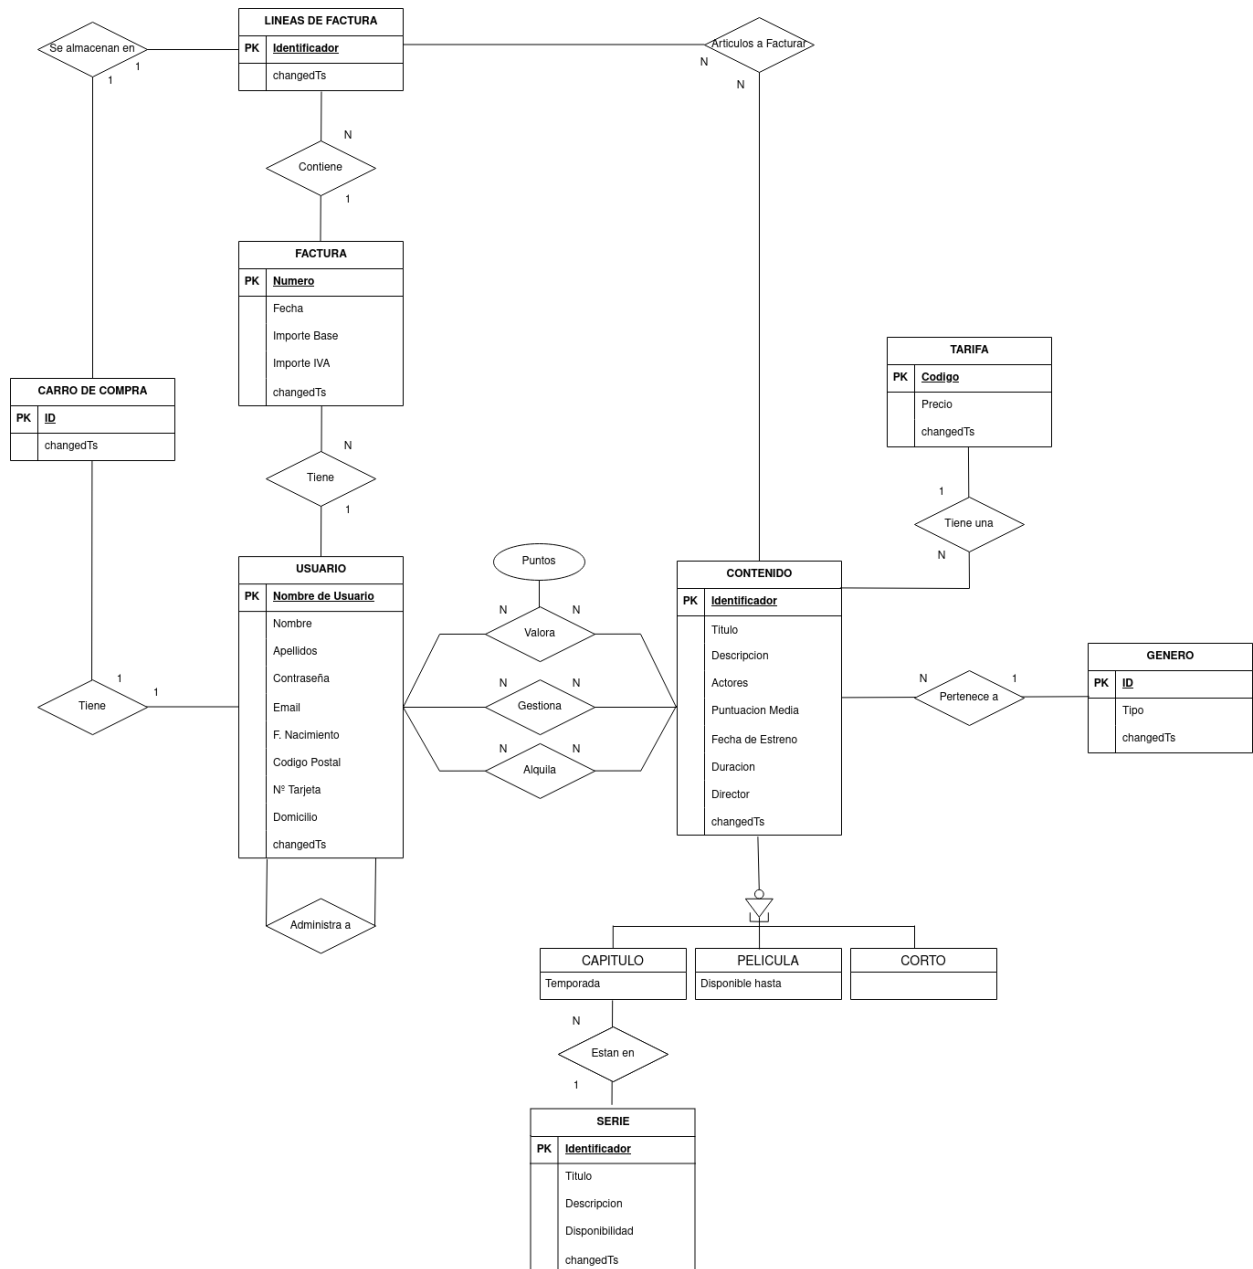 LINEAS DE FACTURA
PK Identificador
changedTs
Se almacenan en
1
1
Articulos a Facturar
N
N
N
Contiene
1
FACTURA
PK Numero
Fecha
Importe Base
Importe IVA
changedTs
CARRO DE COMPRA
PK ID
changedTs
TARIFA
PK Codigo
Precio
changedTs
N
Tiene
1
1
Tiene una
N
USUARIO
PK Nombre de Usuario
Nombre
Apellidos
Contraseña
Email
F. Nacimiento
Codigo Postal
Nº Tarjeta
Domicilio
changedTs
1
1
Tiene
Puntos
N N
Valora
N N
Gestiona
N N
Alquila
CONTENIDO
PK Identificador
Titulo
Descripcion
Actores
Puntuacion Media
Fecha de Estreno
Duracion
Director
changedTs
N 1
Pertenece a
GENERO
PK ID
Tipo
changedTs
Administra a
CAPITULO
Temporada
PELICULA
Disponible hasta
CORTO
N
Estan en
1
SERIE
PK Identificador
Titulo
Descripcion
Disponibilidad
changedTs